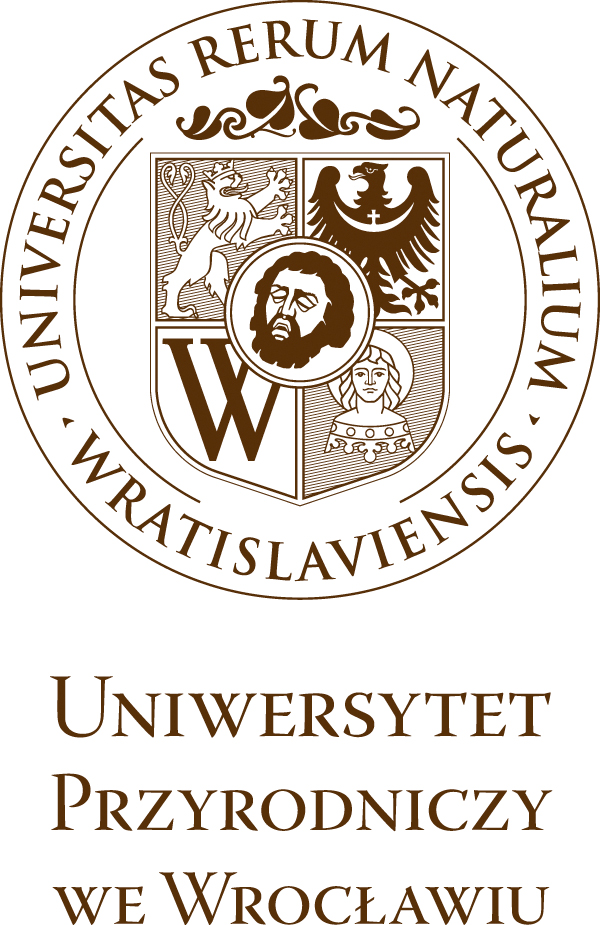 UNIVERSITAS RERUM NATURALIUM
· WRATISLAVIENSIS ·
W
UNIWERSYTET
PRZYRODNICZY
WE WROCŁAWIU